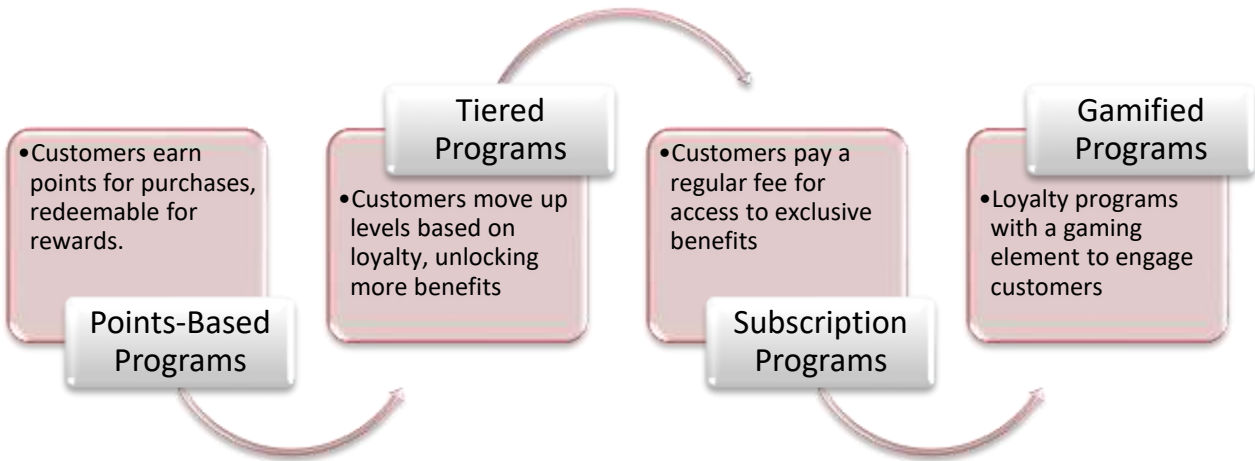 •Customers earn
points for purchases,
redeemable for
rewards.
Points-Based
Programs
Tiered
Programs
•Customers move up
levels based on
loyalty, unlocking
more benefits
•Customers pay a
regular fee for
access to exclusive
benefits
Subscription
Programs
Gamified
Programs
•Loyalty programs
with a gaming
element to engage
customers